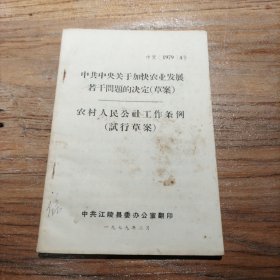 中发〔1979〕4号
中共中央关于加快农业发展
若干問題的决定(草案)
农村人民公社工作条例
(試行草案)
中共江陵县委办公室翻印
一九七九年二月